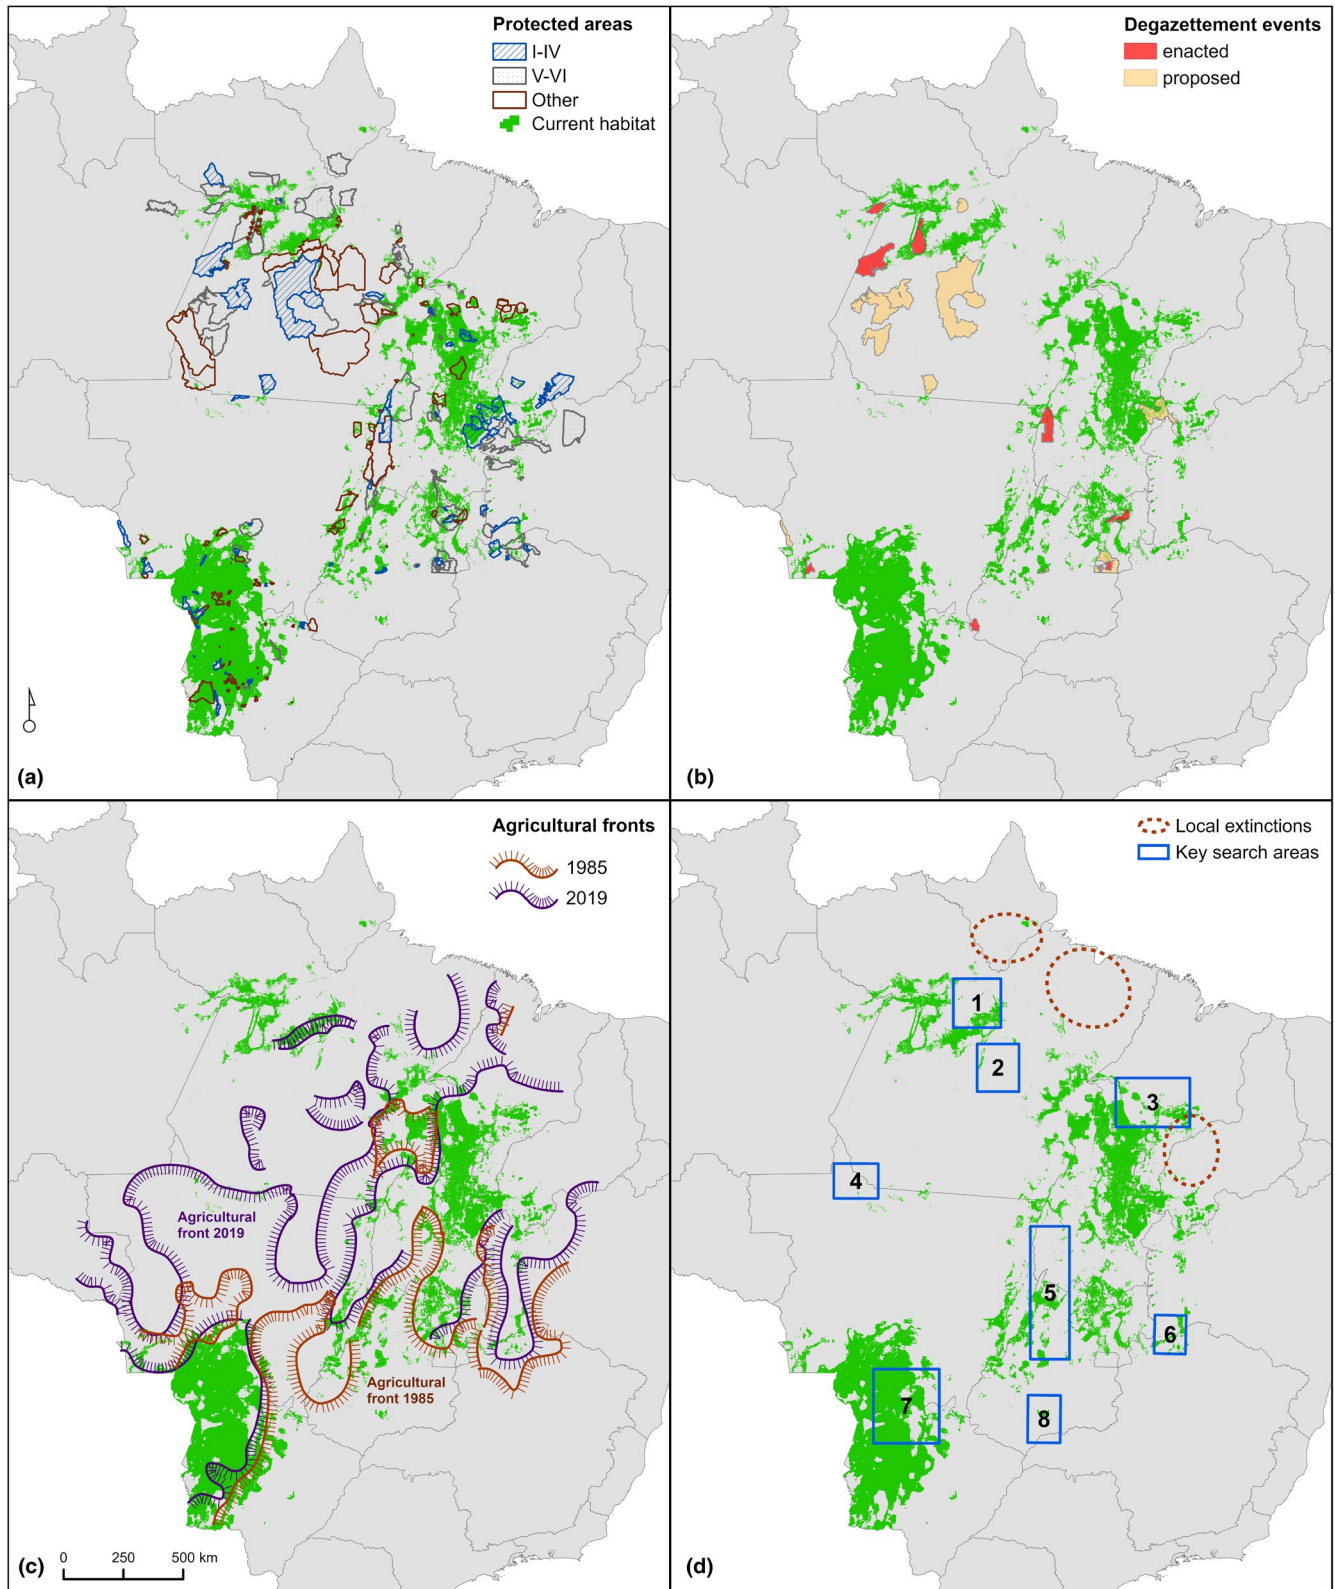 Protected areas
I-IV
V-VI
Other
Current habitat
(a)
Degazettement events
enacted
proposed
(b)
Agricultural fronts
1985
2019
Agricultural
front 2019
Agricultural
front 1985
0 250 500 km
(c)
Local extinctions
Key search areas
1
2
3
4
5
6
7
8
(d)